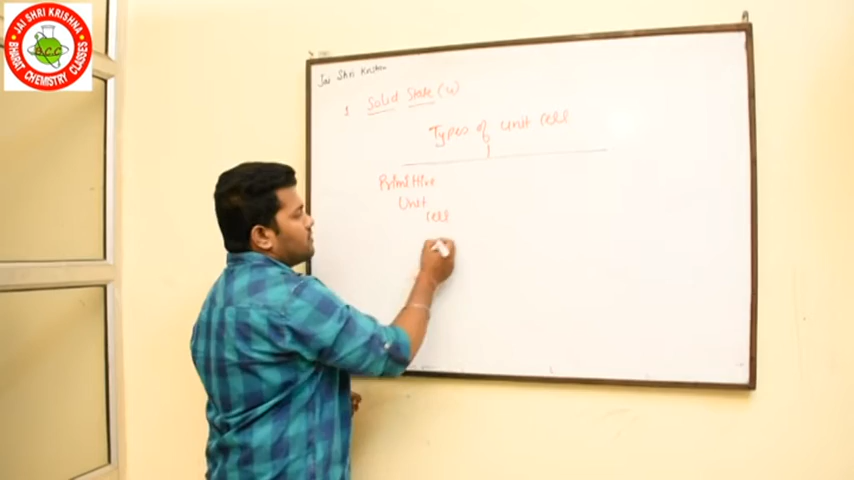 JAI SHRI KRISHNA
B.C.C
BHARAT CHEMISTRY CLASSES
Jai Shri Krishna
1 Solid State (u)
Types of unit cell
Primitive
Unit
cell